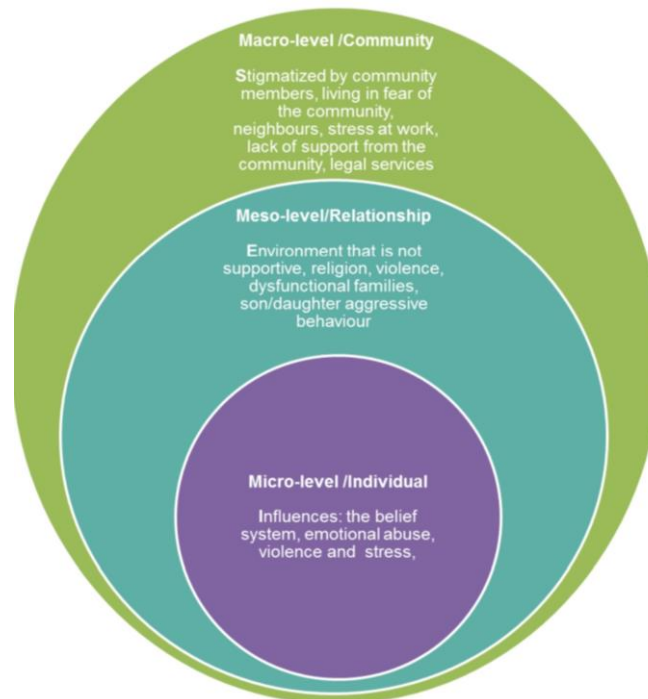 Macro-level /Community
Stigmatized by community
members, living in fear of
the community,
neighbours, stress at work,
lack of support from the
community, legal services
Meso-level/Relationship
Environment that is not
supportive, religion, violence,
dysfunctional families,
son/daughter aggressive
behaviour
Micro-level /Individual
Influences: the belief
system, emotional abuse,
violence and  stress,